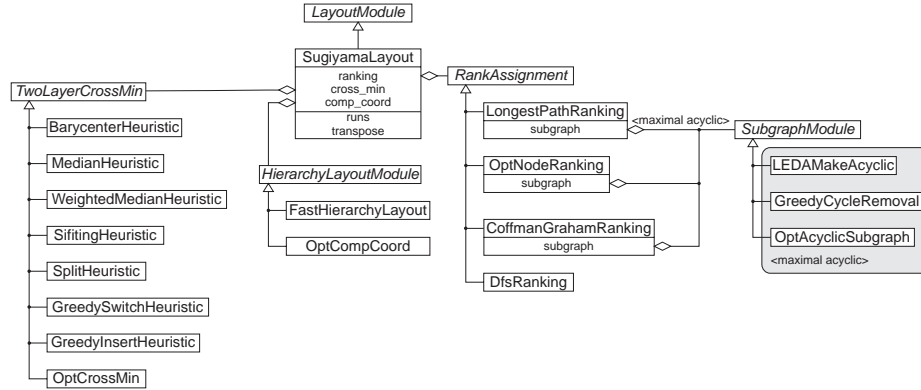 LayoutModule
SugiyamaLayout
ranking
cross_min
comp_coord
runs
transpose
TwoLayerCrossMin
BarycenterHeuristic
MedianHeuristic
WeightedMedianHeuristic
SifitingHeuristic
SplitHeuristic
GreedySwitchHeuristic
GreedyInsertHeuristic
OptCrossMin
HierarchyLayoutModule
FastHierarchyLayout
OptCompCoord
RankAssignment
LongestPathRanking
subgraph
<maximal acyclic>
OptNodeRanking
subgraph
CoffmanGrahamRanking
subgraph
DfsRanking
SubgraphModule
LEDAMakeAcyclic
GreedyCycleRemoval
OptAcyclicSubgraph
<maximal acyclic>